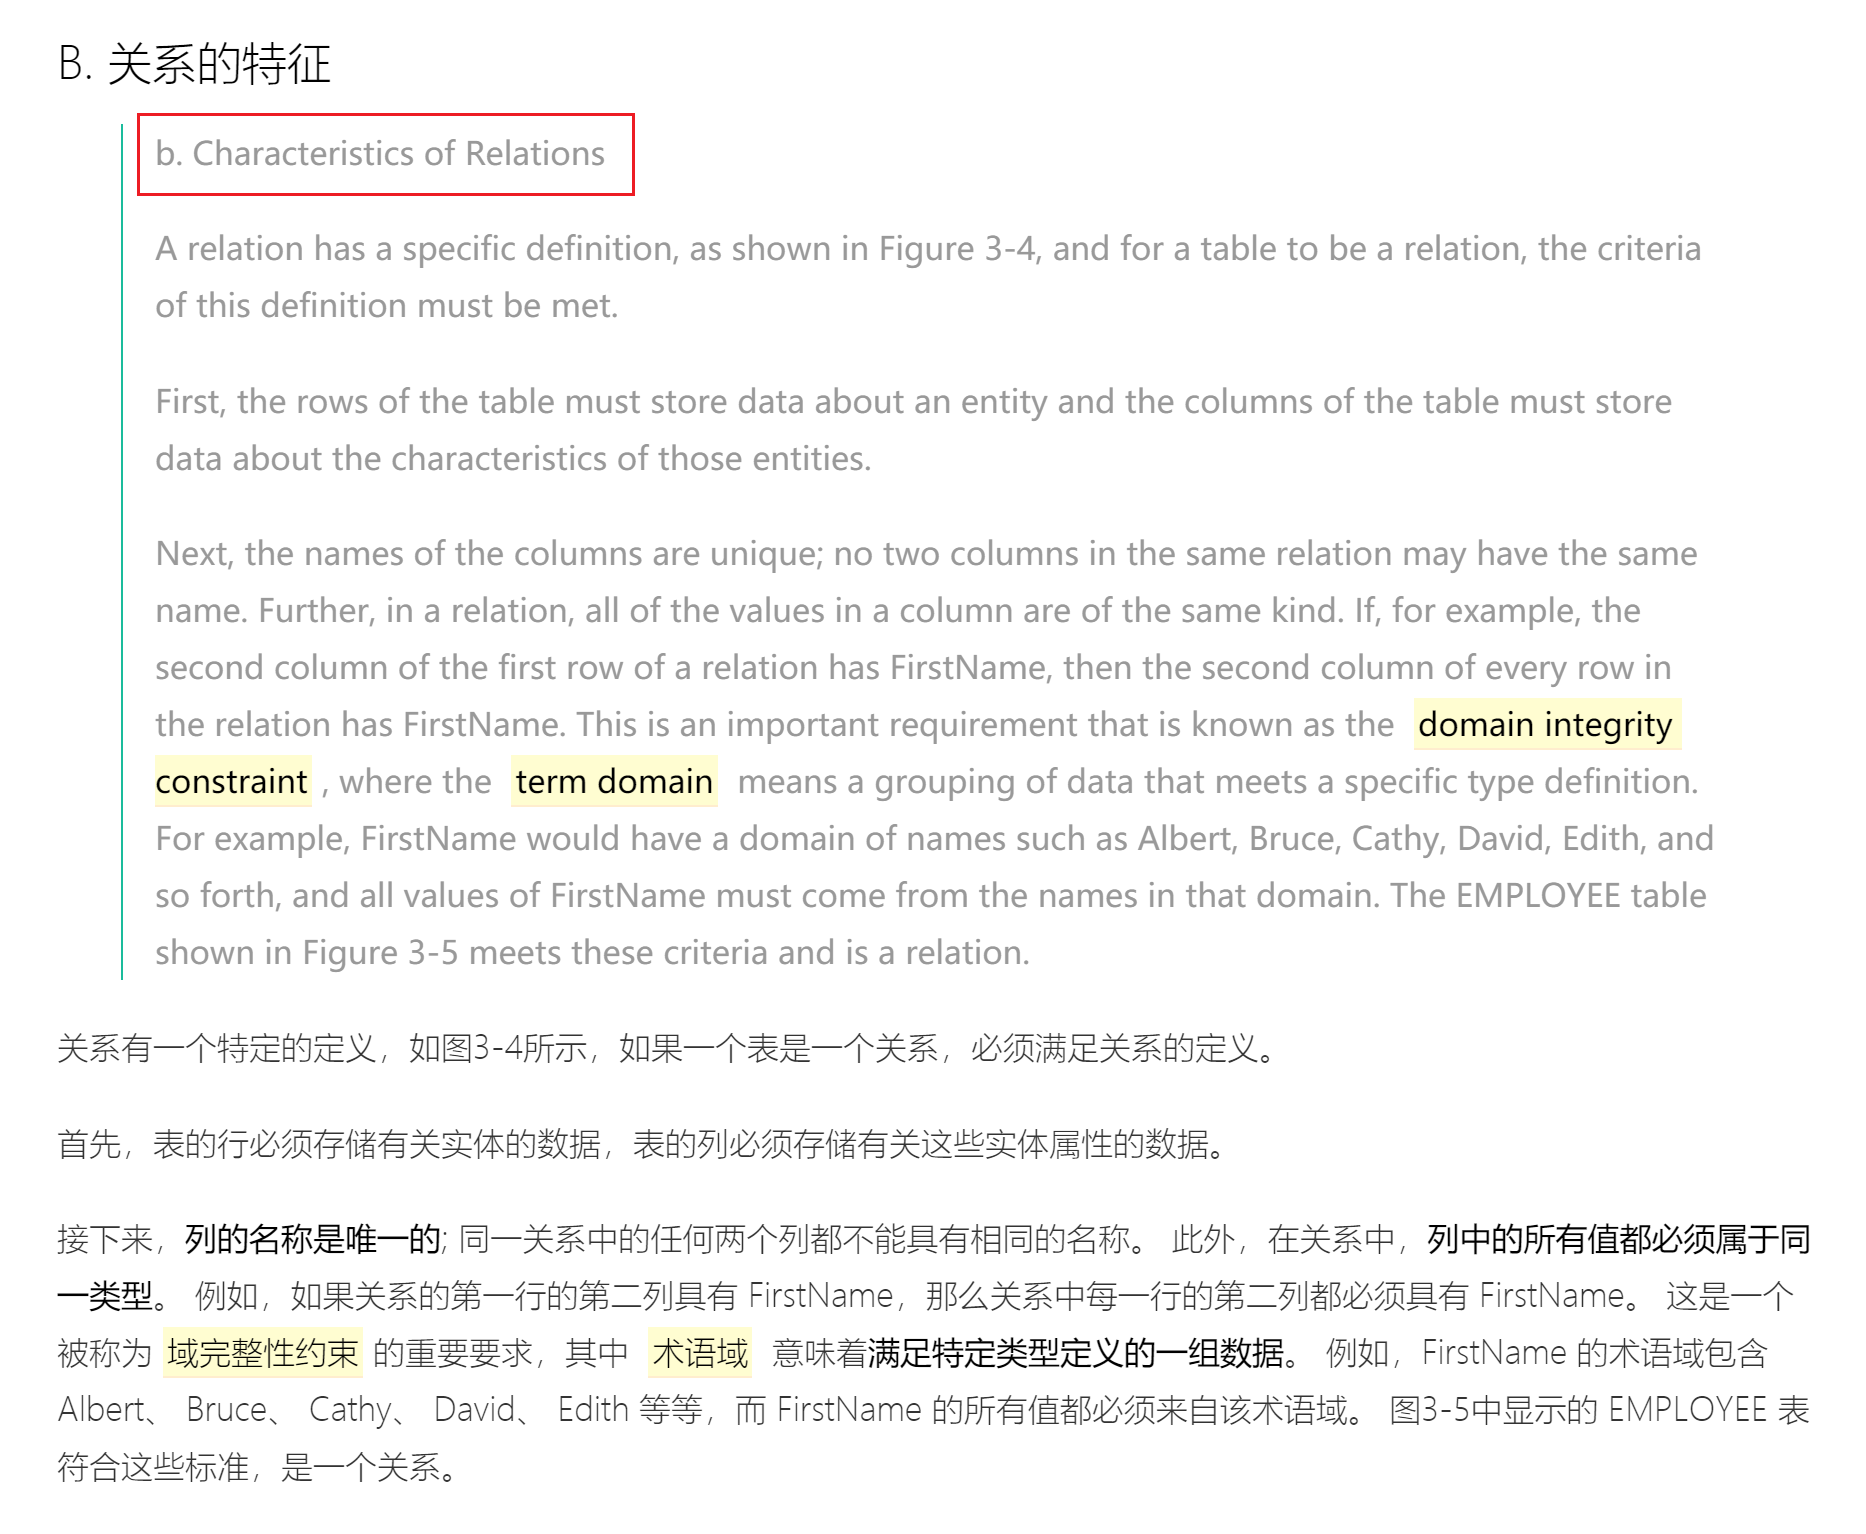 B. 关系的特征
b. Characteristics of Relations
A relation has a specific definition, as shown in Figure 3-4, and for a table to be a relation, the criteria
of this definition must be met.
First, the rows of the table must store data about an entity and the columns of the table must store
data about the characteristics of those entities.
Next, the names of the columns are unique; no two columns in the same relation may have the same
name. Further, in a relation, all of the values in a column are of the same kind. If, for example, the
second column of the first row of a relation has FirstName, then the second column of every row in
the relation has FirstName. This is an important requirement that is known as the domain integrity
constraint , where the term domain means a grouping of data that meets a specific type definition.
For example, FirstName would have a domain of names such as Albert, Bruce, Cathy, David, Edith, and
so forth, and all values of FirstName must come from the names in that domain. The EMPLOYEE table
shown in Figure 3-5 meets these criteria and is a relation.
关系有一个特定的定义，如图3-4所示，如果一个表是一个关系，必须满足关系的定义。
首先，表的行必须存储有关实体的数据，表的列必须存储有关这些实体属性的数据。
接下来，列的名称是唯一的; 同一关系中的任何两个列都不能具有相同的名称。 此外，在关系中，列中的所有值都必须属于同
一类型。 例如，如果关系的第一行的第二列具有 FirstName，那么关系中每一行的第二列都必须具有 FirstName。 这是一个
被称为 域完整性约束 的重要要求，其中 术语域 意味着满足特定类型定义的一组数据。 例如，FirstName 的术语域包含
Albert、 Bruce、 Cathy、 David、 Edith 等等，而 FirstName 的所有值都必须来自该术语域。 图3-5中显示的 EMPLOYEE 表
符合这些标准，是一个关系。